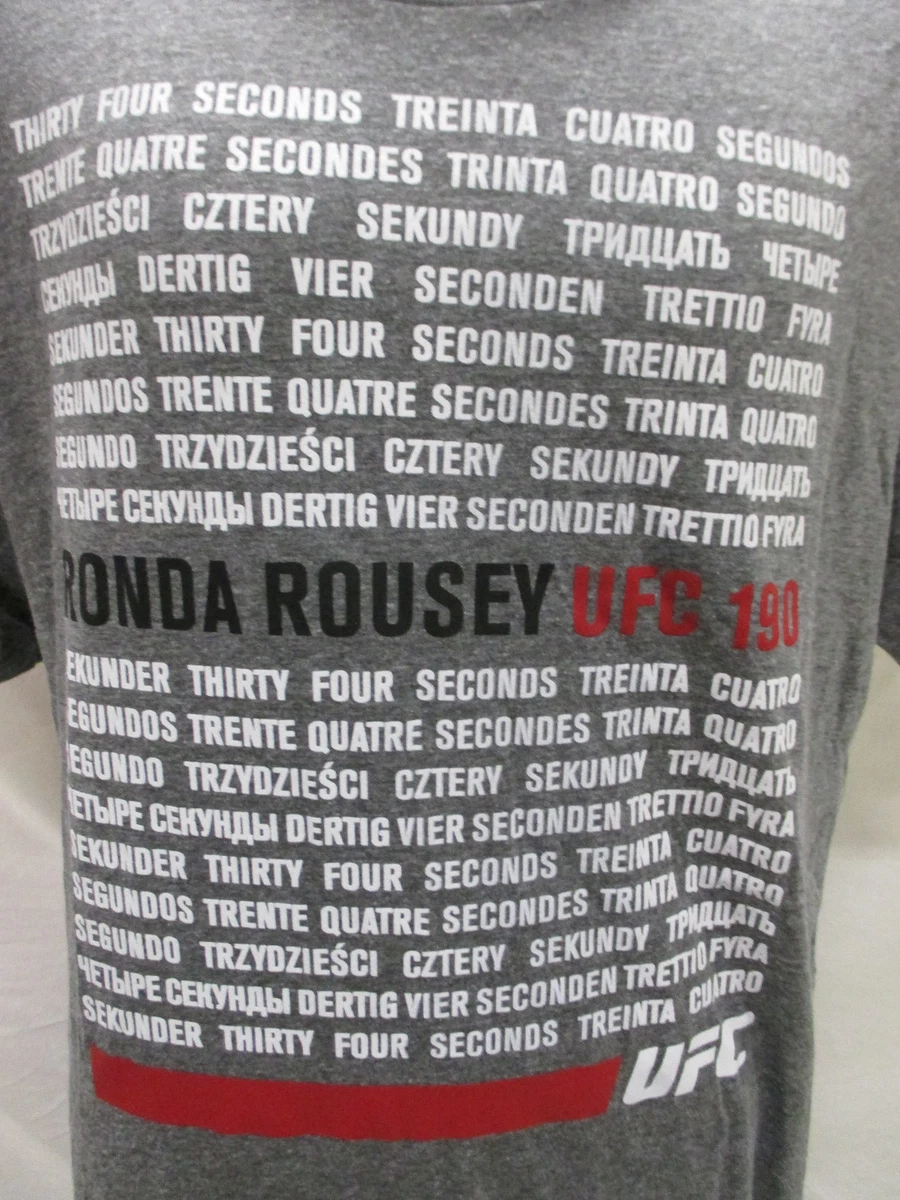 THIRTY FOUR SECONDS TREINTA CUATRO SEGUNDOS
TRENTE QUATRE SECONDES TRINTA QUATRO SEGUNDO
TRZYDZIEŚCI CZTERY SEKUNDY ТРИДЦАТЬ ЧЕТЫРЕ
СЕКУНДЫ DERTIG VIER SECONDEN TRETTIO FYRA
SEKUNDER THIRTY FOUR SECONDS TREINTA CUATRO
SEGUNDOS TRENTE QUATRE SECONDES TRINTA QUATRO
SEGUNDO TRZYDZIEŚCI CZTERY SEKUNDY ТРИДЦАТЬ
ЧЕТЫРЕ СЕКУНДЫ DERTIG VIER SECONDEN TRETTIO FYRA
RONDA ROUSEY UFC 190
SEKUNDER THIRTY FOUR SECONDS TREINTA CUATRO
SEGUNDOS TRENTE QUATRE SECONDES TRINTA QUATRO
SEGUNDO TRZYDZIEŚCI CZTERY SEKUNDY ТРИДЦАТЬ
ЧЕТЫРЕ СЕКУНДЫ DERTIG VIER SECONDEN TRETTIO FYRA
SEKUNDER THIRTY FOUR SECONDS TREINTA CUATRO
SEGUNDOS TRENTE QUATRE SECONDES TRINTA QUATRO
SEGUNDO TRZYDZIEŚCI CZTERY SEKUNDY ТРИДЦАТЬ
ЧЕТЫРЕ СЕКУНДЫ DERTIG VIER SECONDEN TRETTIO FYRA
SEKUNDER THIRTY FOUR SECONDS TREINTA CUATRO
UFC